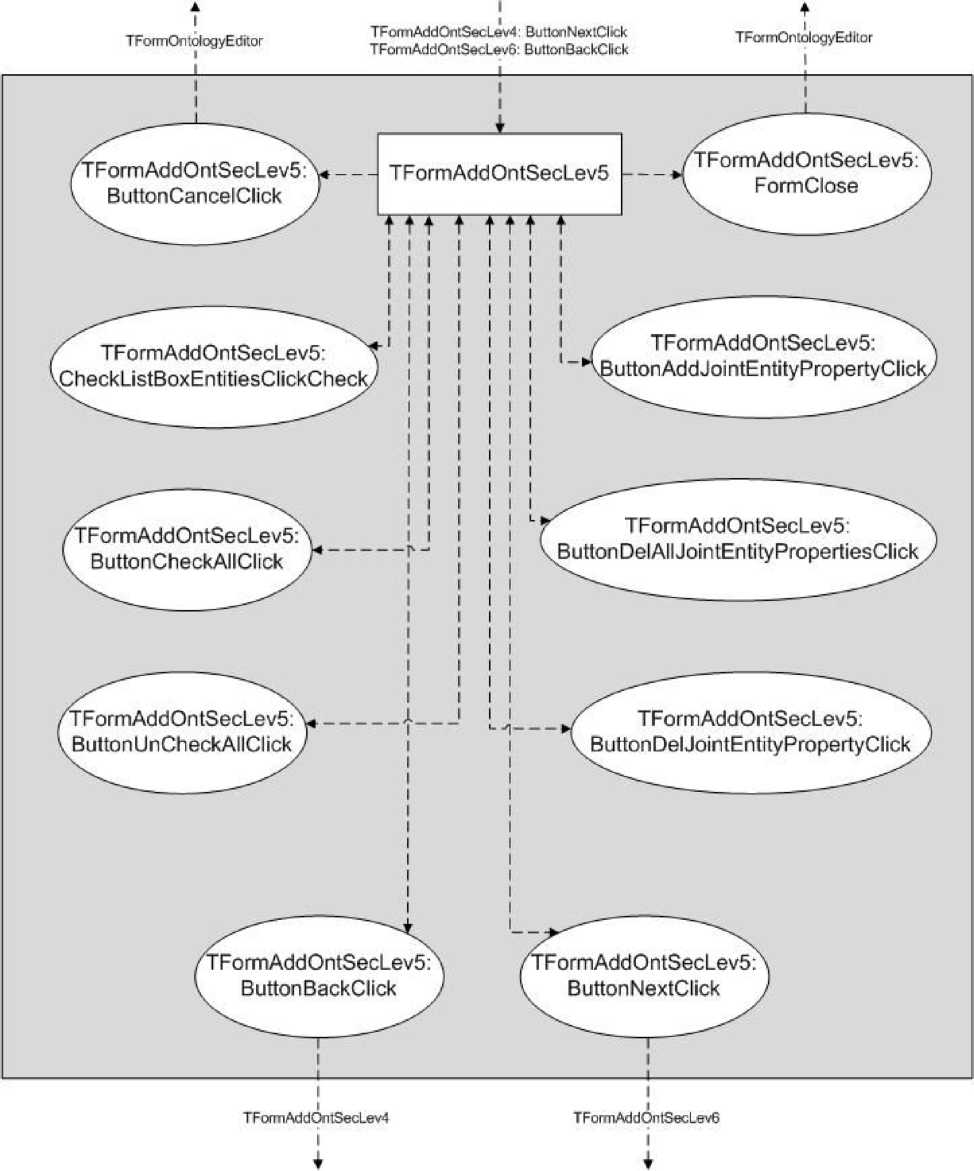 TFormOntologyEditor
TFormAddOntSecLev4: ButtonNextClick
TFormAddOntSecLev6: ButtonBackClick
TFormOntologyEditor
TFormAddOntSecLev5:
ButtonCancelClick
TFormAddOntSecLev5
TFormAddOntSecLev5:
FormClose
TFormAddOntSecLev5:
CheckListBoxEntitiesClickCheck
TFormAddOntSecLev5:
ButtonAddJointEntityPropertyClick
TFormAddOntSecLev5:
ButtonCheckAllClick
TFormAddOntSecLev5:
ButtonDelAllJointEntityPropertiesClick
TFormAddOntSecLev5:
ButtonUnCheckAllClick
TFormAddOntSecLev5:
ButtonDelJointEntityPropertyClick
TFormAddOntSecLev5:
ButtonBackClick
TFormAddOntSecLev5:
ButtonNextClick
TFormAddOntSecLev4
TFormAddOntSecLev6